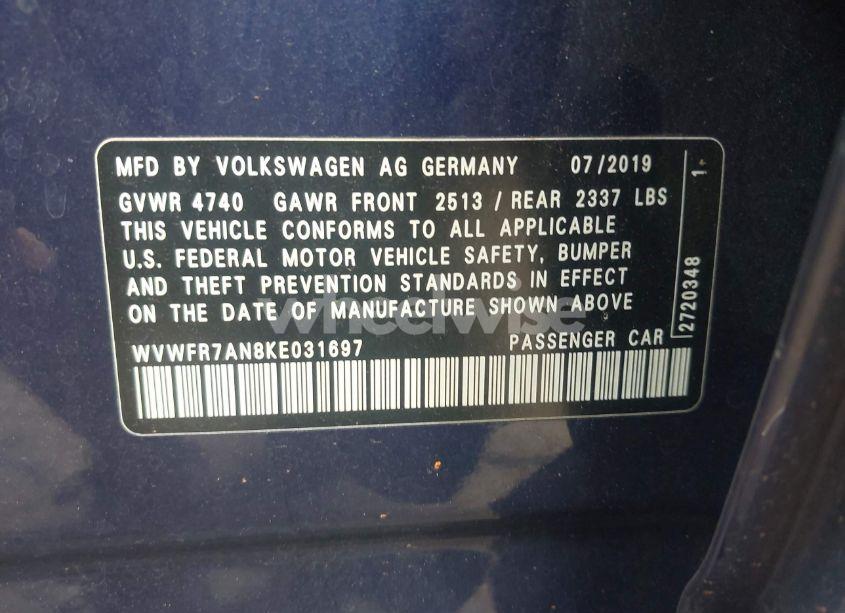 MFD BY VOLKSWAGEN AG GERMANY 07/2019
GVWR 4740 GAWR FRONT 2513 / REAR 2337 LBS
THIS VEHICLE CONFORMS TO ALL APPLICABLE
U.S. FEDERAL MOTOR VEHICLE SAFETY, BUMPER
AND THEFT PREVENTION STANDARDS IN EFFECT
ON THE DATE OF MANUFACTURE SHOWN ABOVE
WVWFR7AN8KE031697 PASSENGER CAR
2720348
wheelwise